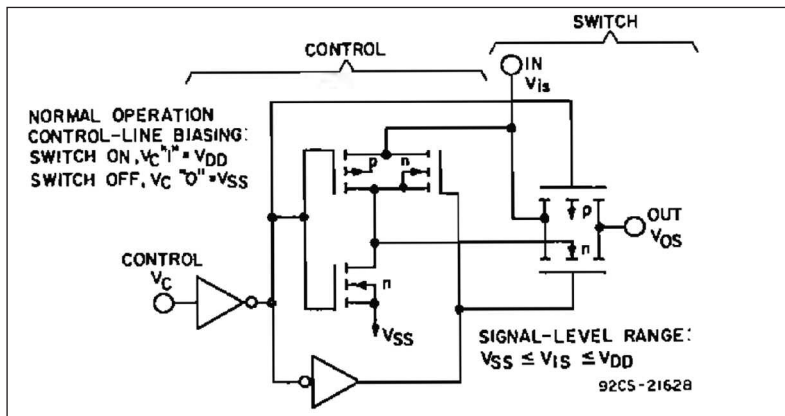 SWITCH
CONTROL
IN
Vis
NORMAL OPERATION
CONTROL-LINE BIASING:
SWITCH ON, VC "1" = VDD
SWITCH OFF, VC "0" = VSS
p
n
CONTROL
VC
n
VSS
p
n
OUT
VOS
SIGNAL-LEVEL RANGE:
VSS ≤ VIS ≤ VDD
92CS-21628